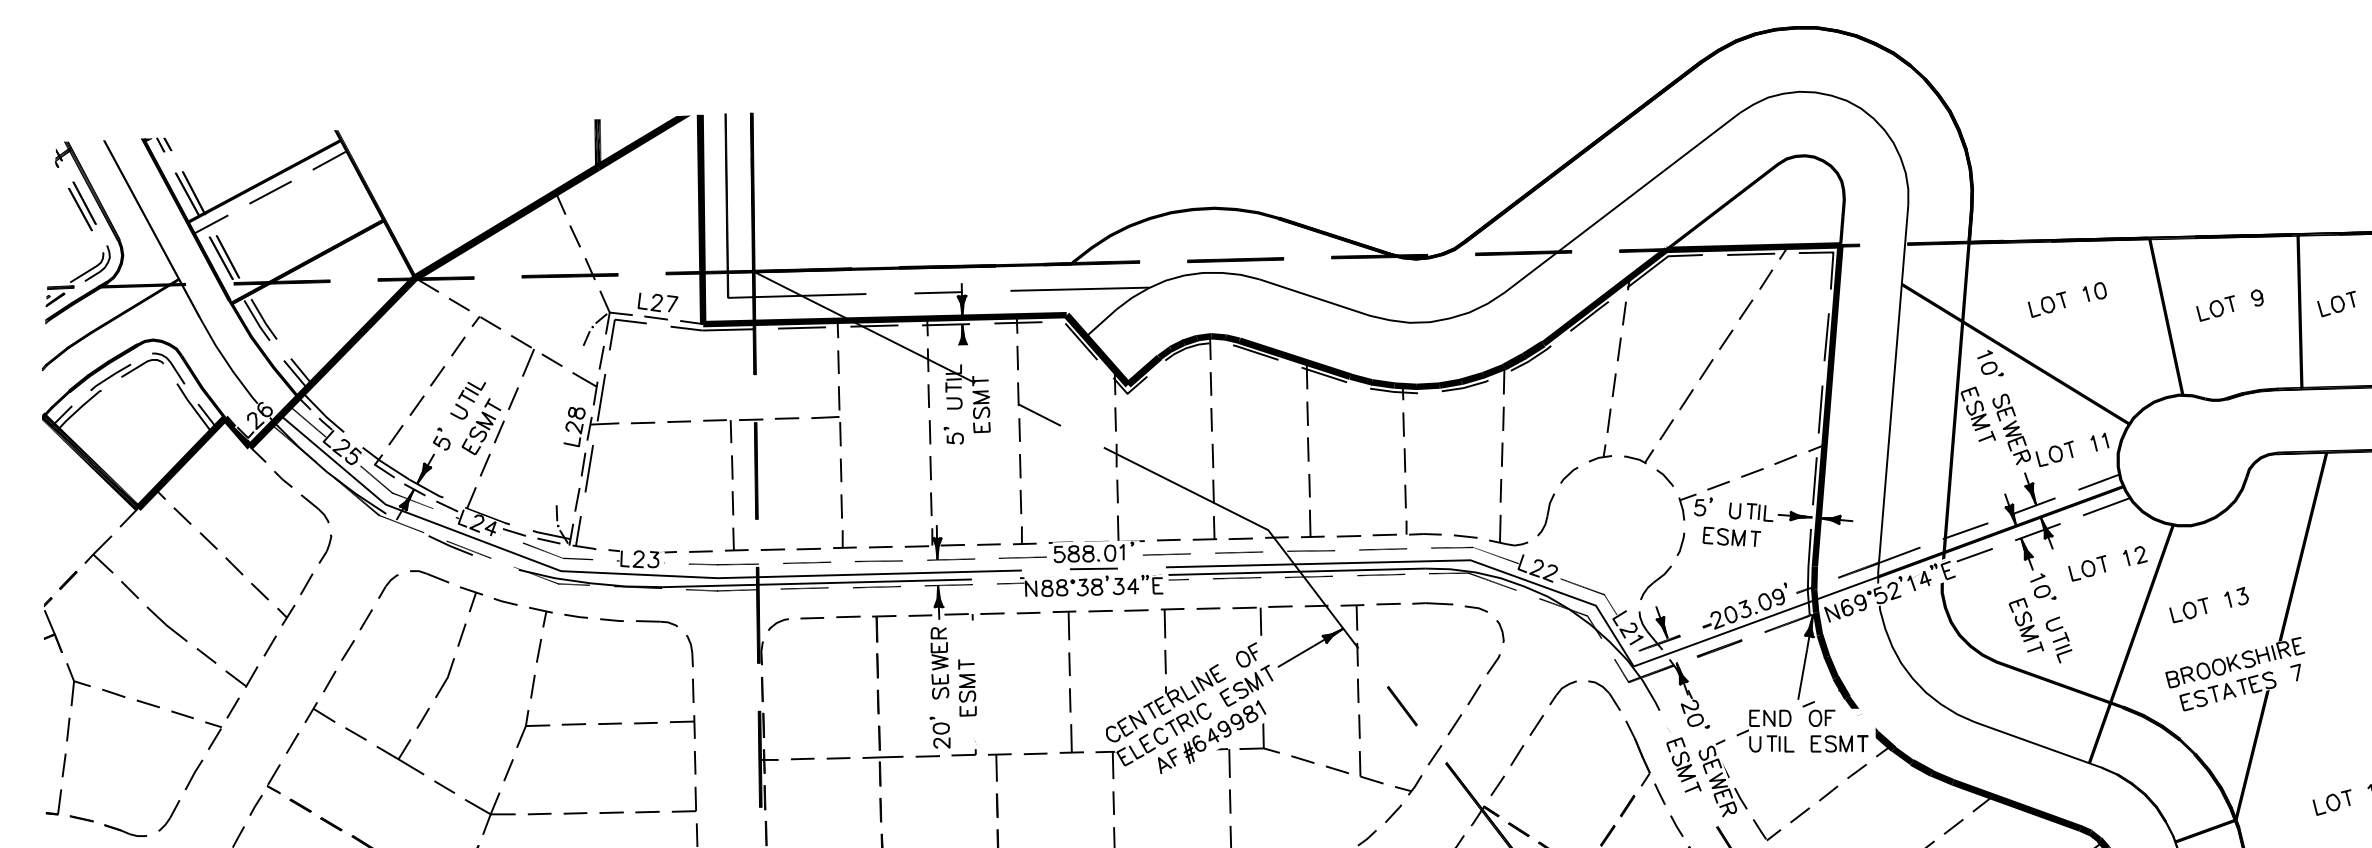 L26
L25
L24
5' UTIL
ESMT
L28
L27
L23
5' UTIL
ESMT
588.01'
N88°38'34"E
20' SEWER
ESMT
CENTERLINE OF
ELECTRIC ESMT
AF#649981
L22
L21
203.09'
N69°52'14"E
5' UTIL
ESMT
END OF
UTIL ESMT
20' SEWER
ESMT
10' SEWER
ESMT
10' UTIL
ESMT
LOT 10
LOT 9
LOT
LOT 11
LOT 12
LOT 13
BROOKSHIRE
ESTATES 7
LOT 1